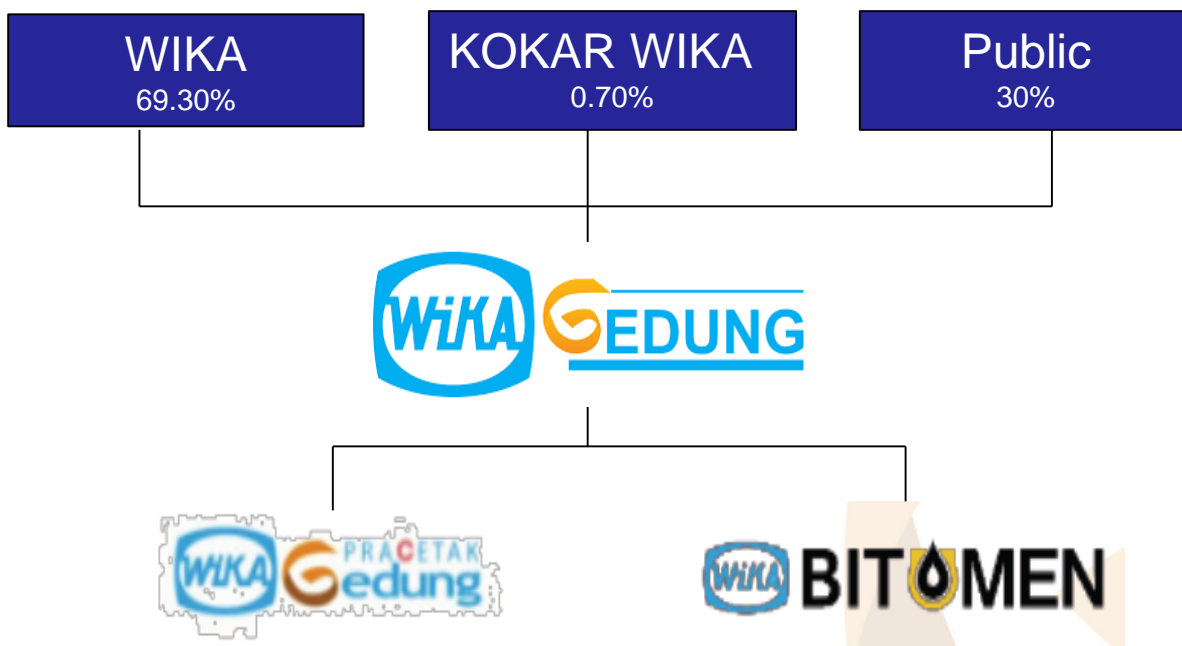 WIKA
69.30%
KOKAR WIKA
0.70%
Public
30%
WiKA GEDUNG
WiKA PRACETAK
Gedung
WiKA BITUMEN